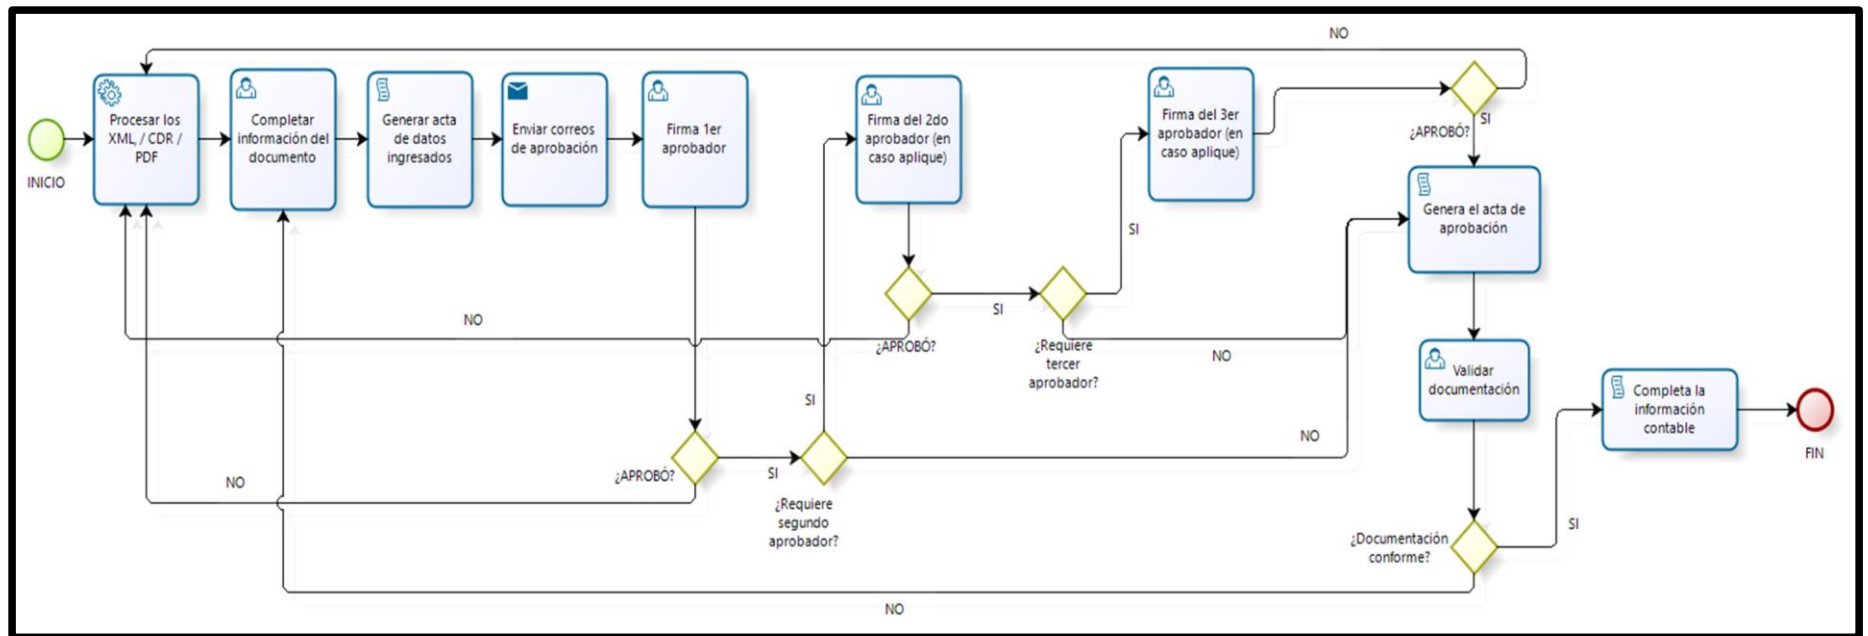 NO
INICIO
Procesar los
XML, / CDR /
PDF
Completar
información del
documento
Generar acta
de datos
ingresados
Enviar correos
de aprobación
Firma 1er
aprobador
Firma del 2do
aprobador (en
caso aplique)
Firma del 3er
aprobador (en
caso aplique)
SI
¿APROBÓ?
Genera el acta de
aprobación
SI
SI
NO
¿APROBÓ?
¿Requiere
tercer
aprobador?
NO
Validar
documentación
SI
Completa la
información
contable
NO
FIN
¿APROBÓ?
SI
NO
¿Requiere
segundo
aprobador?
¿Documentación
conforme?
SI
NO